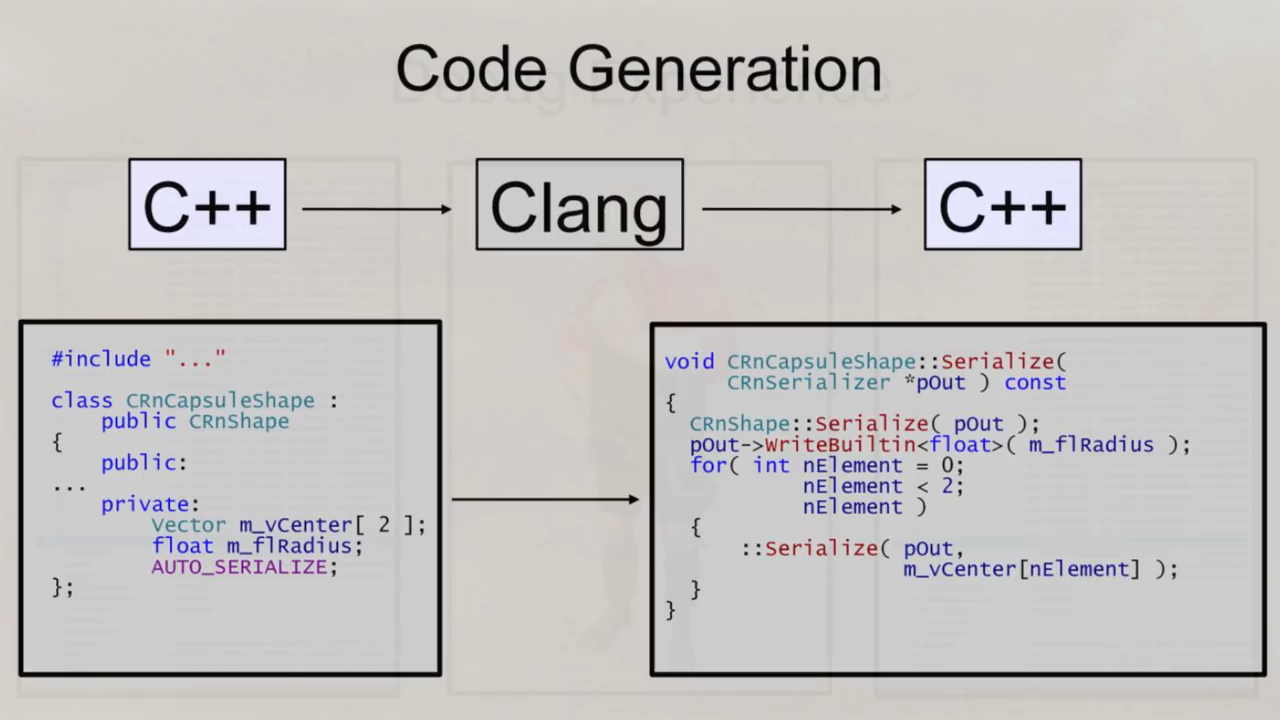 Code Generation
C++
Clang
C++
#include "..."
class CRnCapsuleShape :
public CRnShape
{
public:
...
private:
Vector m_vCenter[ 2 ];
float m_flRadius;
AUTO_SERIALIZE;
};
void CRnCapsuleShape::Serialize(
CRnSerializer *pOut ) const
{
CRnShape::Serialize( pOut );
pOut->WriteBuiltin<float>( m_flRadius );
for( int nElement = 0;
nElement < 2;
nElement )
{
::Serialize( pOut,
m_vCenter[nElement] );
}
}